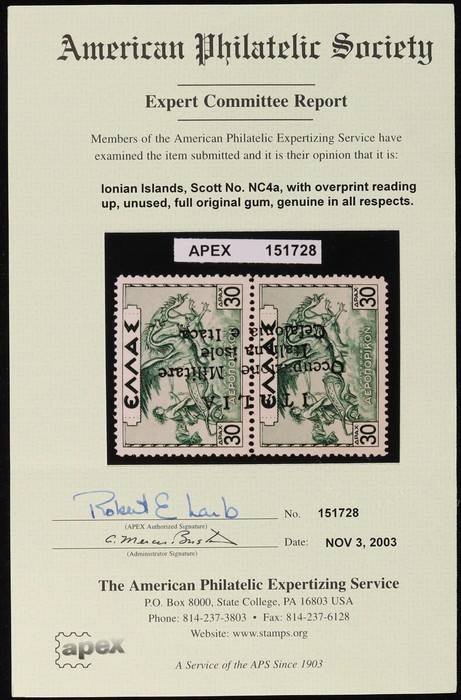 American Philatelic Society
Expert Committee Report
Members of the American Philatelic Expertizing Service have
examined the item submitted and it is their opinion that it is:
Ionian Islands, Scott No. NC4a, with overprint reading
up, unused, full original gum, genuine in all respects.
APEX 151728
ΕΛΛΑΣ
ΔΡΑΧ 30
30 ΔΡΑΧ
ΑΕΡΟΠΟΡΙΚΟΝ
ΕΛΛΑΣ
ΔΡΑΧ 30
30 ΔΡΑΧ
ΑΕΡΟΠΟΡΙΚΟΝ
ITALIA
Occupazione Militare
Italiana isole
Cefalonia e Itaca
Robert E
(APEX Authorized Signature)
No. 151728
(Administrator Signature)
Date: NOV 3, 2003
The American Philatelic Expertizing Service
P.O. Box 8000, State College, PA 16803 USA
Phone: 814-237-3803 • Fax: 814-237-6128
Website: www.stamps.org
apex
A Service of the APS Since 1903